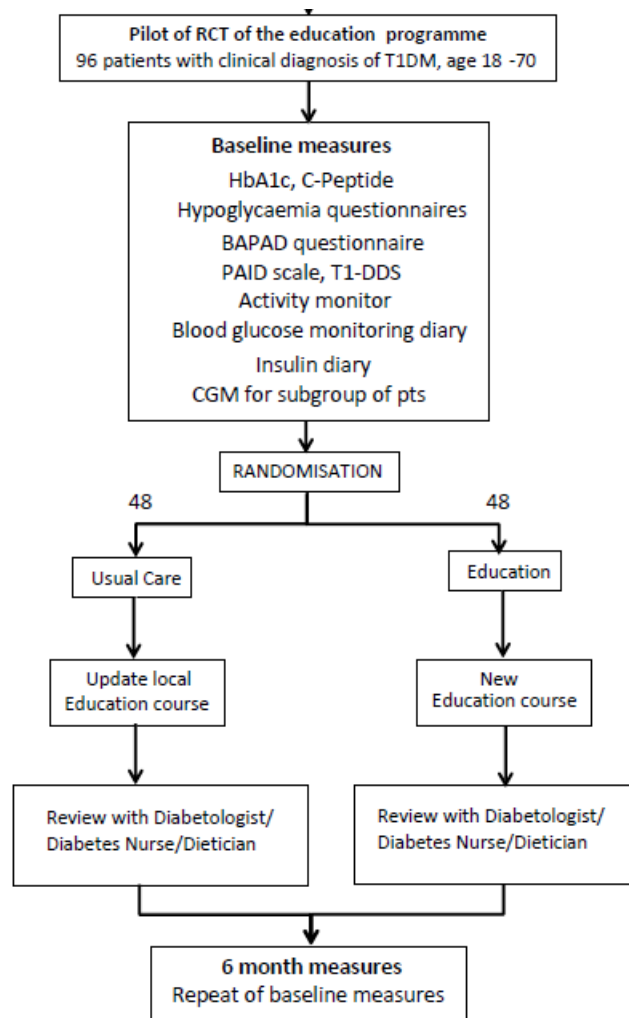 Pilot of RCT of the education programme
96 patients with clinical diagnosis of T1DM, age 18 -70
Baseline measures
HbA1c, C-Peptide
Hypoglycaemia questionnaires
BAPAD questionnaire
PAID scale, T1-DDS
Activity monitor
Blood glucose monitoring diary
Insulin diary
CGM for subgroup of pts
RANDOMISATION
48
48
Usual Care
Education
Update local
Education course
New
Education course
Review with Diabetologist/
Diabetes Nurse/Dietician
Review with Diabetologist/
Diabetes Nurse/Dietician
6 month measures
Repeat of baseline measures